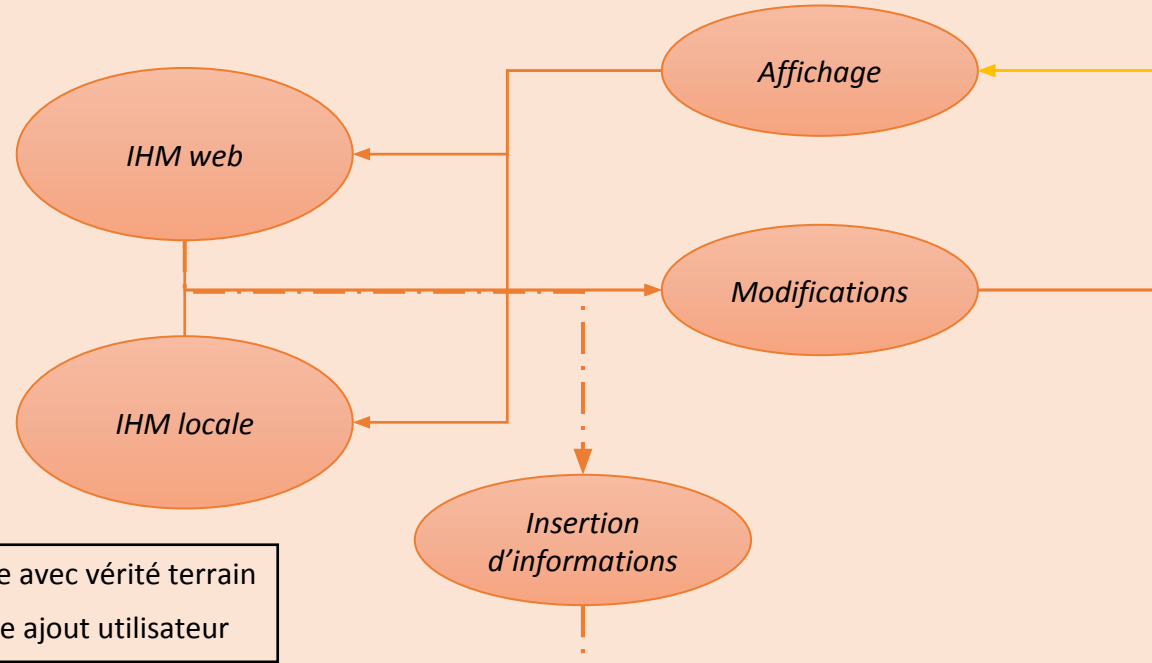 Affichage
IHM web
Modifications
IHM locale
Insertion
d'informations
e avec vérité terrain
e ajout utilisateur